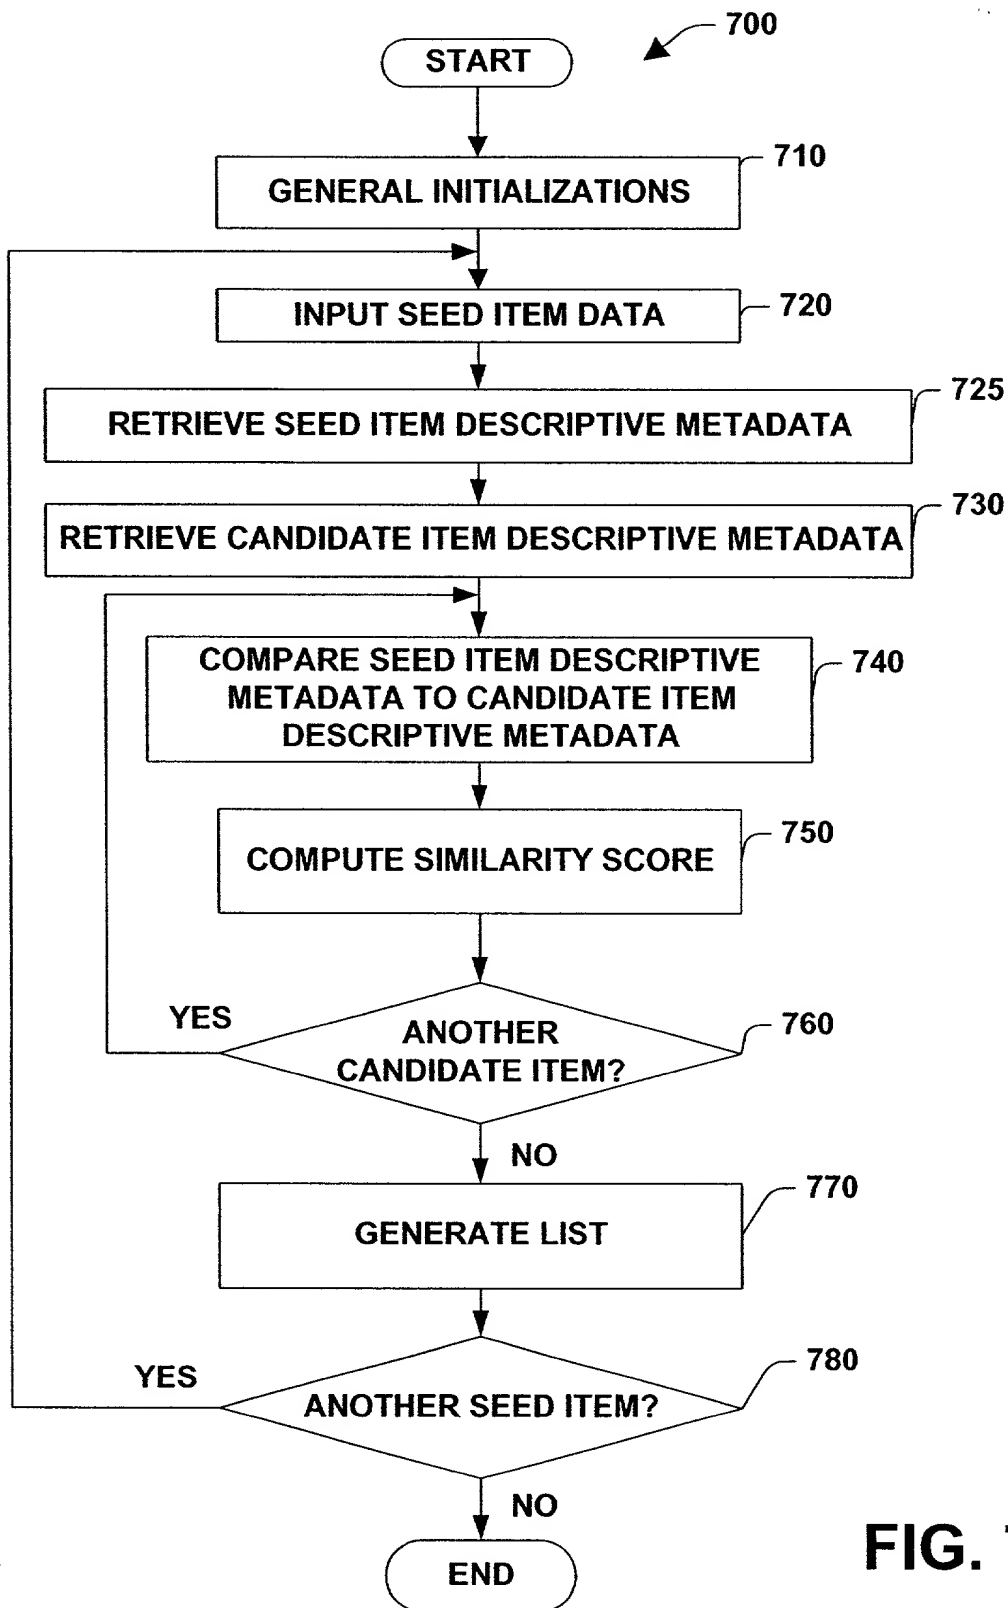 700
START
710
GENERAL INITIALIZATIONS
720
INPUT SEED ITEM DATA
725
RETRIEVE SEED ITEM DESCRIPTIVE METADATA
730
RETRIEVE CANDIDATE ITEM DESCRIPTIVE METADATA
740
COMPARE SEED ITEM DESCRIPTIVE
METADATA TO CANDIDATE ITEM
DESCRIPTIVE METADATA
750
COMPUTE SIMILARITY SCORE
YES
760
ANOTHER
CANDIDATE ITEM?
NO
770
GENERATE LIST
780
YES
ANOTHER SEED ITEM?
NO
FIG.
END